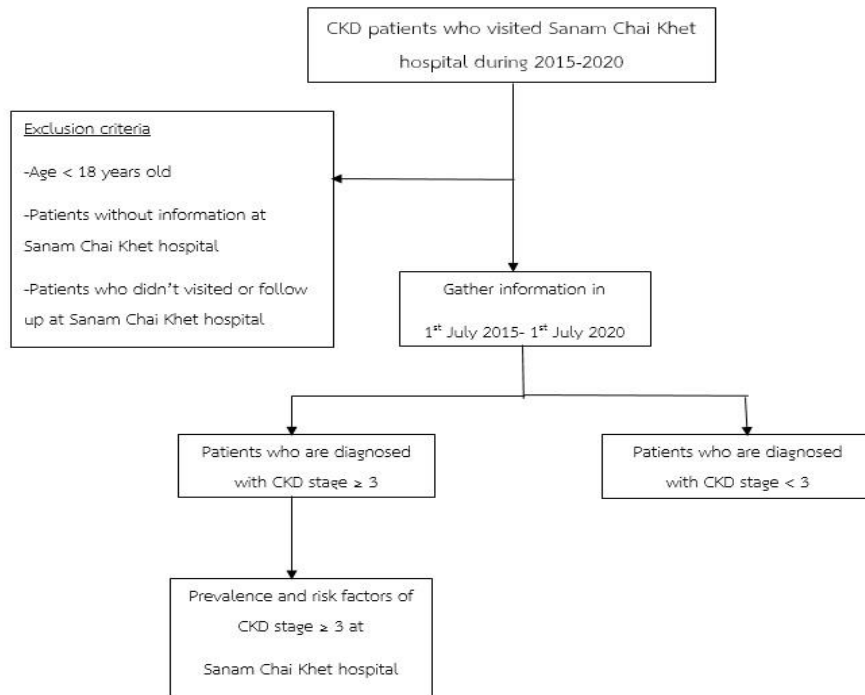 CKD patients who visited Sanam Chai Khet
hospital during 2015-2020
Exclusion criteria
-Age < 18 years old
-Patients without information at
Sanam Chai Khet hospital
-Patients who didn't visited or follow
up at Sanam Chai Khet hospital
Gather information in
1st July 2015- 1st July 2020
Patients who are diagnosed
with CKD stage ≥ 3
Patients who are diagnosed
with CKD stage < 3
Prevalence and risk factors of
CKD stage ≥ 3 at
Sanam Chai Khet hospital